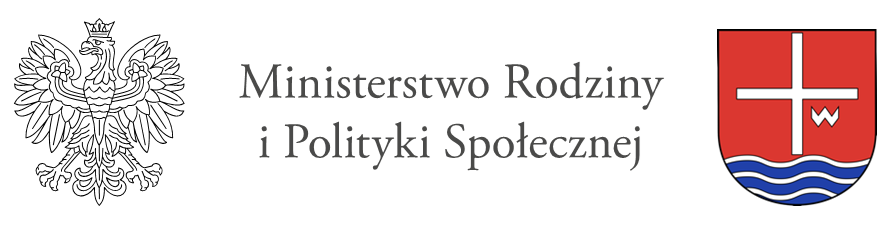 Ministerstwo Rodziny
i Polityki Społecznej